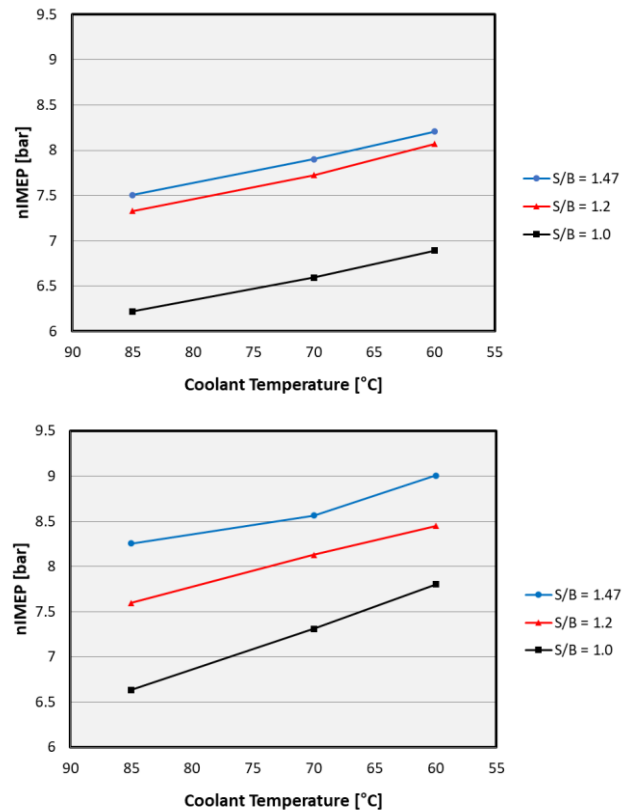 9.5
9
8.5
8
7.5
7
6.5
6
nIMEP [bar]
90 85 80 75 70 65 60 55
Coolant Temperature [°C]
S/B = 1.47
S/B = 1.2
S/B = 1.0
9.5
9
8.5
8
7.5
7
6.5
6
nIMEP [bar]
90 85 80 75 70 65 60 55
Coolant Temperature [°C]
S/B = 1.47
S/B = 1.2
S/B = 1.0